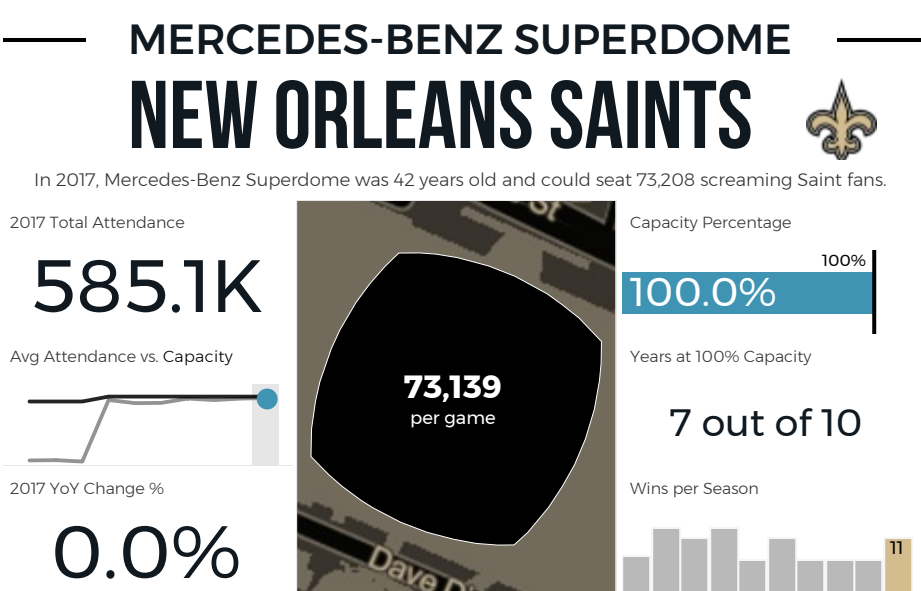 MERCEDES-BENZ SUPERDOME
NEW ORLEANS SAINTS
In 2017, Mercedes-Benz Superdome was 42 years old and could seat 73,208 screaming Saint fans.
2017 Total Attendance
585.1K
Avg Attendance vs. Capacity
2017 YoY Change %
0.0%
St
73,139
per game
Dave D
Capacity Percentage
100%
100.0%
Years at 100% Capacity
7 out of 10
Wins per Season
11